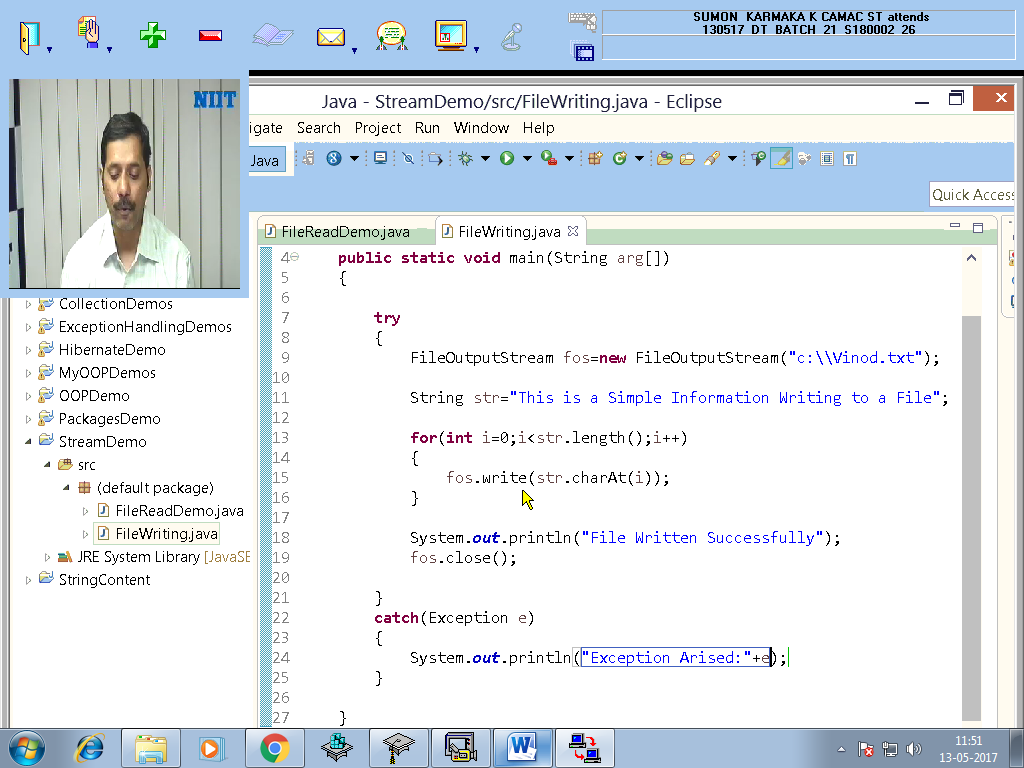 SUMON KARMAKA K CAMAC ST attends
130517 DT BATCH 21 S180002 26
NIIT
Java - StreamDemo/src/FileWriting.java - Eclipse
igate Search Project Run Window Help
Java
Quick Access
FileReadDemo.java
FileWriting.java
CollectionDemos
ExceptionHandlingDemos
HibernateDemo
MyOOPDemos
OOPDemo
PackagesDemo
StreamDemo
src
(default package)
FileReadDemo.java
FileWriting.java
JRE System Library [JavaSE
StringContent
4 public static void main(String arg[])
5 {
6
7 try
8 {
9 FileOutputStream fos=new FileOutputStream("c:\\Vinod.txt");
10
11 String str="This is a Simple Information Writing to a File";
12
13 for(int i=0;i<str.length();i++)
14 {
15 fos.write(str.charAt(i));
16 }
17
18 System.out.println("File Written Successfully");
19 fos.close();
20
21 }
22 catch(Exception e)
23 {
24 System.out.println("Exception Arised:"+e);
25 }
26
27 }
11:51
13-05-2017